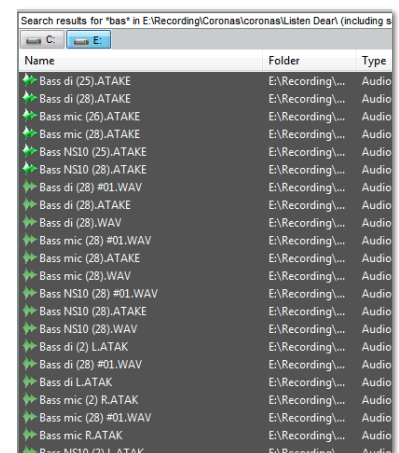 Search results for *bas* in E:\Recording\Coronas\coronas\Listen Dear\ (including s
C: E:
Name Folder Type
Bass di (25).ATAKE E:\Recording\... Audio
Bass di (28).ATAKE E:\Recording\... Audio
Bass mic (26).ATAKE E:\Recording\... Audio
Bass mic (28).ATAKE E:\Recording\... Audio
Bass NS10 (25).ATAKE E:\Recording\... Audio
Bass NS10 (28).ATAKE E:\Recording\... Audio
Bass di (28) #01.WAV E:\Recording\... Audio
Bass di (28).ATAKE E:\Recording\... Audio
Bass di (28).WAV E:\Recording\... Audio
Bass mic (28) #01.WAV E:\Recording\... Audio
Bass mic (28).ATAKE E:\Recording\... Audio
Bass mic (28).WAV E:\Recording\... Audio
Bass NS10 (28) #01.WAV E:\Recording\... Audio
Bass NS10 (28).ATAKE E:\Recording\... Audio
Bass NS10 (28).WAV E:\Recording\... Audio
Bass di (2) L.ATAK E:\Recording\... Audio
Bass di (28) #01.WAV E:\Recording\... Audio
Bass di L.ATAK E:\Recording\... Audio
Bass mic (2) R.ATAK E:\Recording\... Audio
Bass mic (28) #01.WAV E:\Recording\... Audio
Bass mic R.ATAK E:\Recording\... Audio
Bass NS10 (2) L.ATAK E:\Recording\... Audio